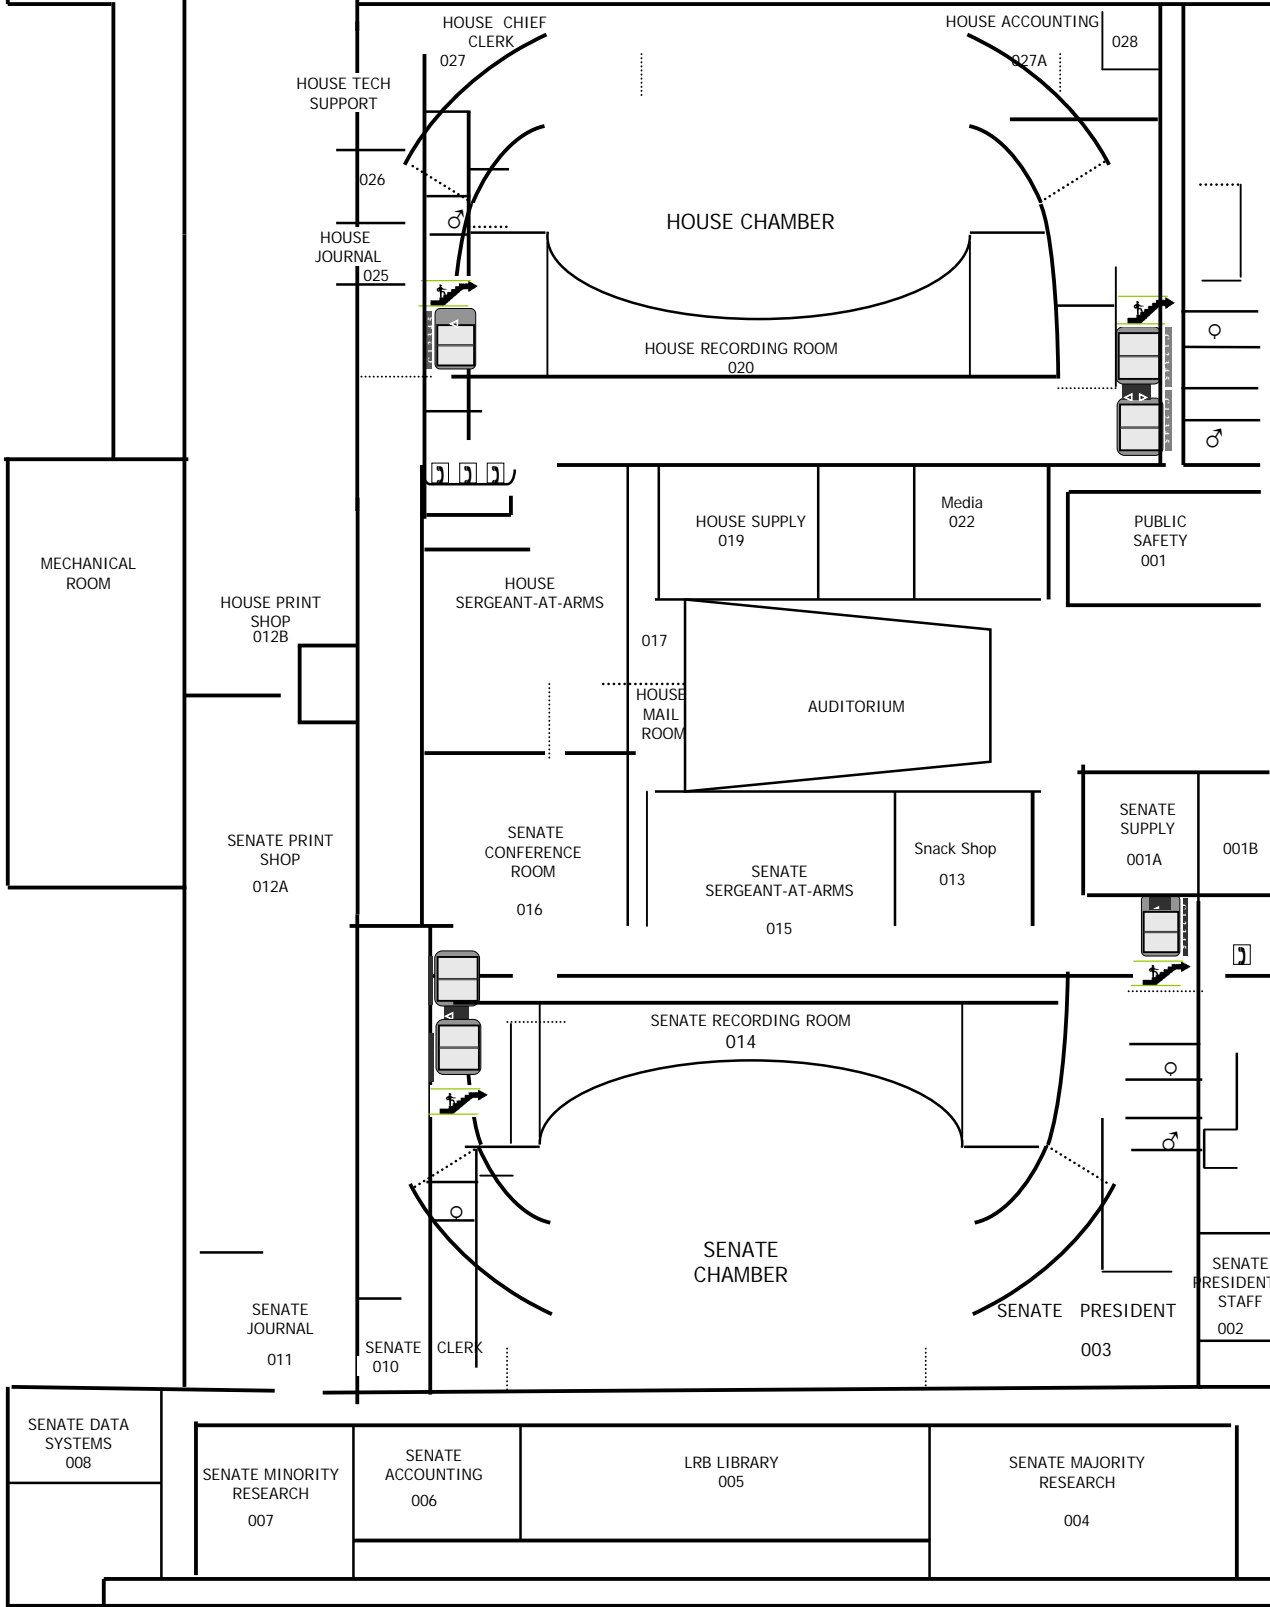 HOUSE CHIEF
CLERK
027
HOUSE ACCOUNTING
027A
028
HOUSE TECH
SUPPORT
026
HOUSE
JOURNAL
025
HOUSE CHAMBER
HOUSE RECORDING ROOM
020
MECHANICAL
ROOM
HOUSE PRINT
SHOP
012B
HOUSE
SERGEANT-AT-ARMS
HOUSE SUPPLY
019
Media
022
PUBLIC
SAFETY
001
017
HOUSE
MAIL
ROOM
AUDITORIUM
SENATE PRINT
SHOP
012A
SENATE
CONFERENCE
ROOM
016
SENATE
SERGEANT-AT-ARMS
015
Snack Shop
013
SENATE
SUPPLY
001A
001B
SENATE RECORDING ROOM
014
SENATE
CHAMBER
SENATE PRESIDENT
003
SENATE
PRESIDENT
STAFF
002
SENATE
JOURNAL
011
SENATE CLERK
010
SENATE DATA
SYSTEMS
008
SENATE MINORITY
RESEARCH
007
SENATE
ACCOUNTING
006
LRB LIBRARY
005
SENATE MAJORITY
RESEARCH
004